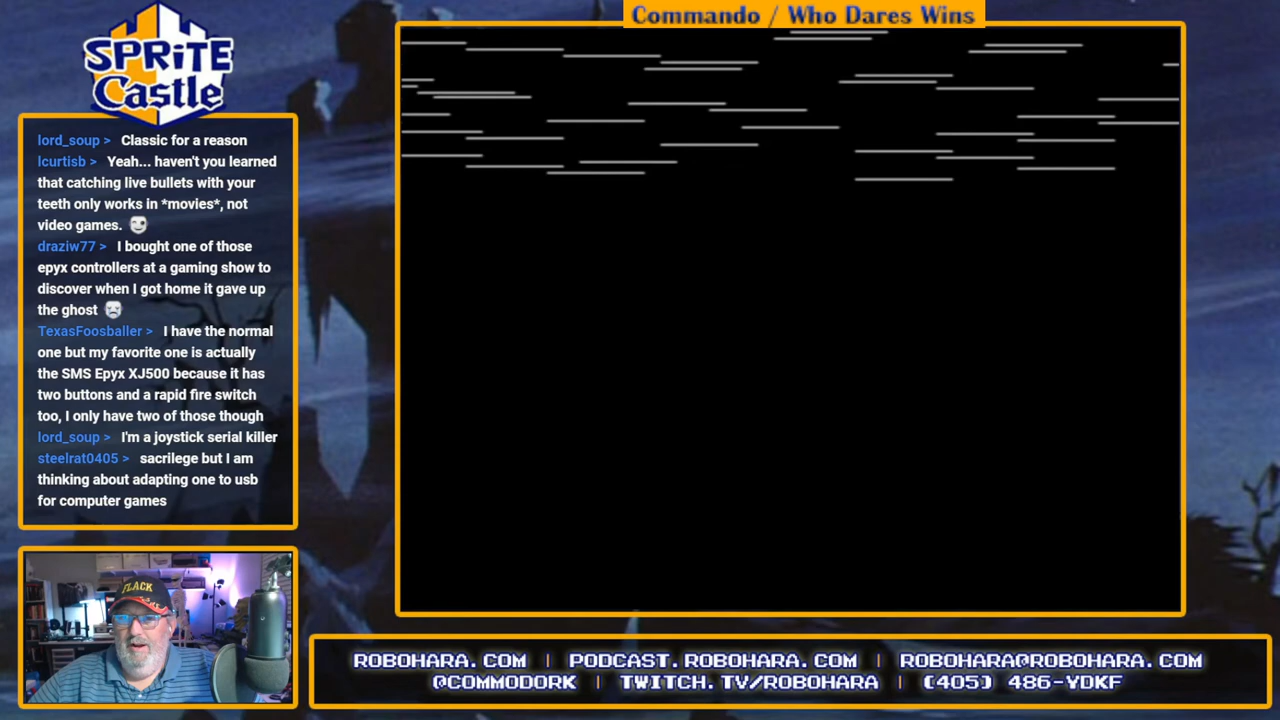 Commando / Who Dares Wins
SPRiTE
Castle
lord_soup > Classic for a reason
lcurtisb > Yeah... haven't you learned
that catching live bullets with your
teeth only works in *movies*, not
video games.
draziw77 > I bought one of those
epyx controllers at a gaming show to
discover when I got home it gave up
the ghost
TexasFoosballer > I have the normal
one but my favorite one is actually
the SMS Epyx XJ500 because it has
two buttons and a rapid fire switch
too, I only have two of those though
lord_soup > I'm a joystick serial killer
steelrat0405 > sacrilege but I am
thinking about adapting one to usb
for computer games
FLACK
ROBOHARA.COM | PODCAST.ROBOHARA.COM | ROBOHARA@ROBOHARA.COM
@COMMODORK | TWITCH.TV/ROBOHARA | (405) 486-YDKF